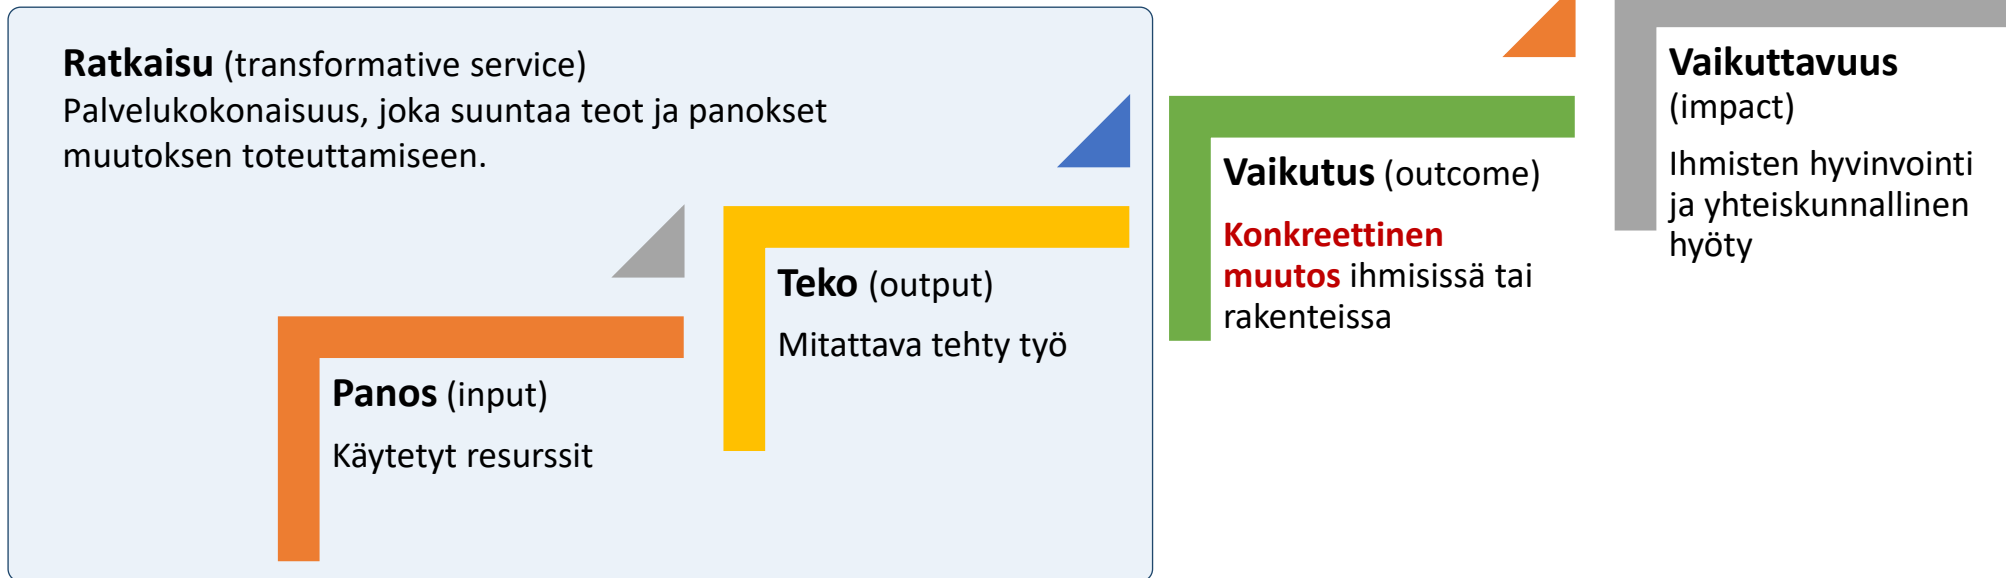 Ratkaisu (transformative service)
Palvelukokonaisuus, joka suuntaa teot ja panokset
muutoksen toteuttamiseen.
Panos (input)
Käytetyt resurssit
Teko (output)
Mitattava tehty työ
Vaikutus (outcome)
Konkreettinen
muutos ihmisissä tai
rakenteissa
Vaikuttavuus
(impact)
Ihmisten hyvinvointi
ja yhteiskunnallinen
hyöty